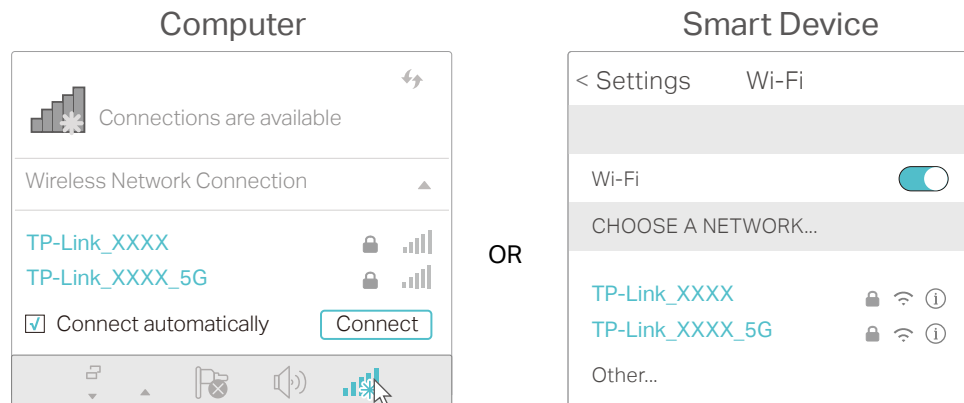 Computer
Connections are available
Wireless Network Connection
TP-Link_XXXX
TP-Link_XXXX_5G
Connect automatically
Connect
OR
Smart Device
< Settings Wi-Fi
Wi-Fi
CHOOSE A NETWORK...
TP-Link_XXXX
TP-Link_XXXX_5G
Other...